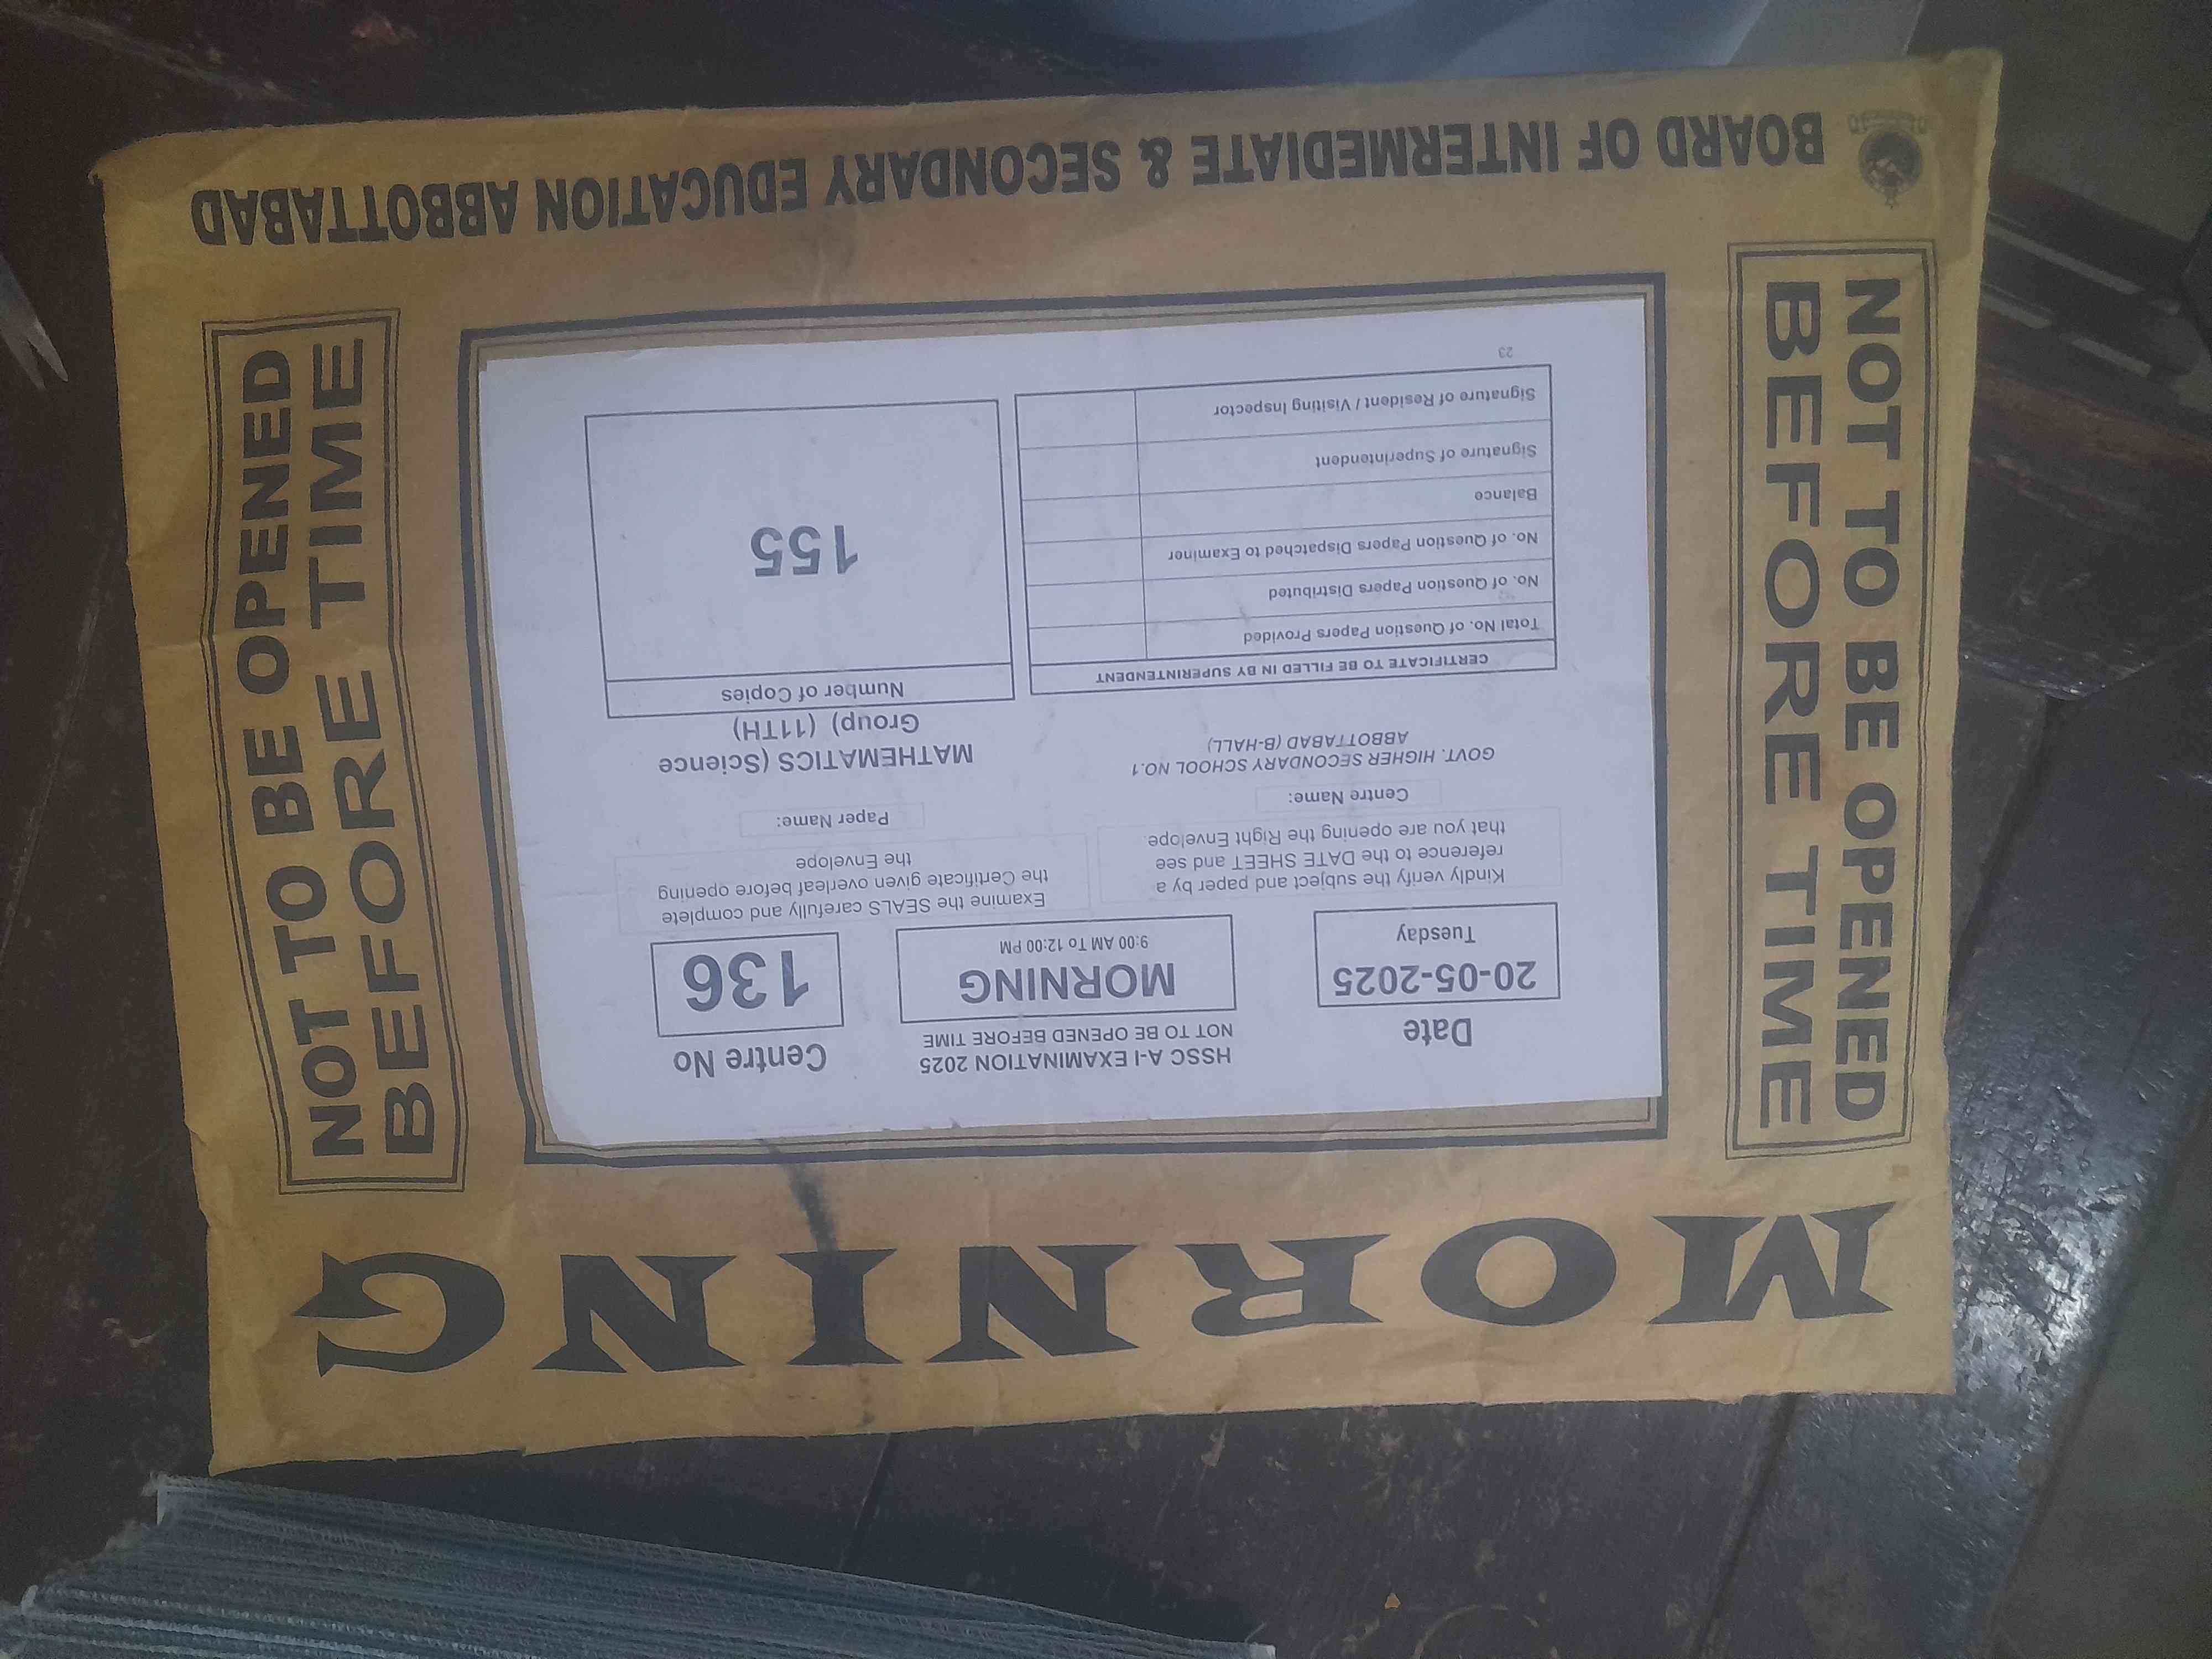 BOARD OF INTERMEDIATE & SECONDARY EDUCATION ABBOTTABAD
NOT TO BE OPENED
BEFORE TIME
HSSC A-I EXAMINATION 2025
NOT TO BE OPENED BEFORE TIME
Date
20-05-2025
Tuesday
MORNING
9:00 AM To 12:00 PM
Centre No
136
Kindly verify the subject and paper by a
reference to the DATE SHEET and see
that you are opening the Right Envelope.
Examine the SEALS carefully and complete
the Certificate given overleaf before opening
the Envelope
Centre Name:
GOVT. HIGHER SECONDARY SCHOOL NO.1
ABBOTTABAD (B-HALL)
Paper Name:
MATHEMATICS (Science
Group) (11TH)
CERTIFICATE TO BE FILLED IN BY SUPERINTENDENT
Total No. of Question Papers Provided
No. of Question Papers Distributed
No. of Question Papers Dispatched to Examiner
Balance
Signature of Superintendent
Signature of Resident / Visiting Inspector
23
Number of Copies
155
NOT TO BE OPENED
BEFORE TIME
MORNING